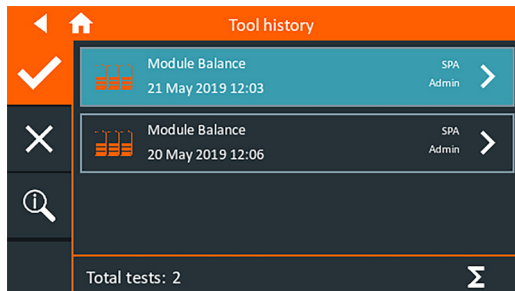 Tool history
Module Balance
SPA
21 May 2019 12:03
Admin
Module Balance
SPA
20 May 2019 12:06
Admin
Total tests: 2
Σ